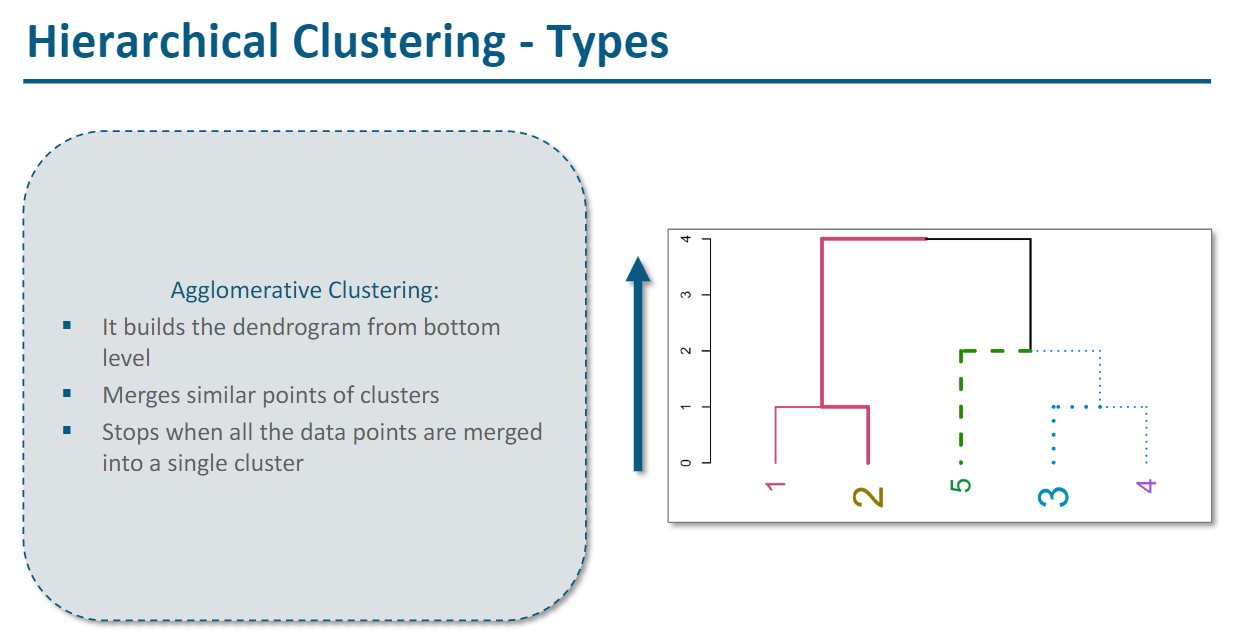 Hierarchical Clustering - Types
Agglomerative Clustering:
▪ It builds the dendrogram from bottom
level
▪ Merges similar points of clusters
▪ Stops when all the data points are merged
into a single cluster
4
3
2
1
0
1 2 5 3 4